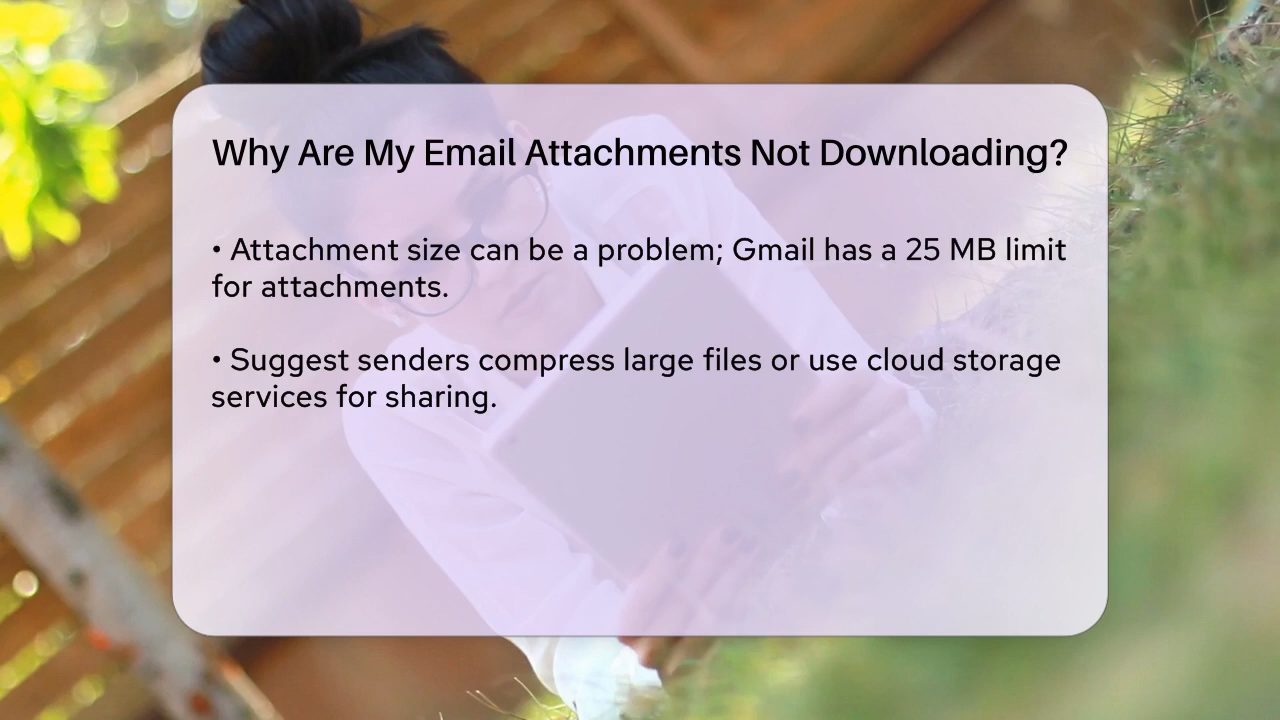 Why Are My Email Attachments Not Downloading?
• Attachment size can be a problem; Gmail has a 25 MB limit
for attachments.
• Suggest senders compress large files or use cloud storage
services for sharing.